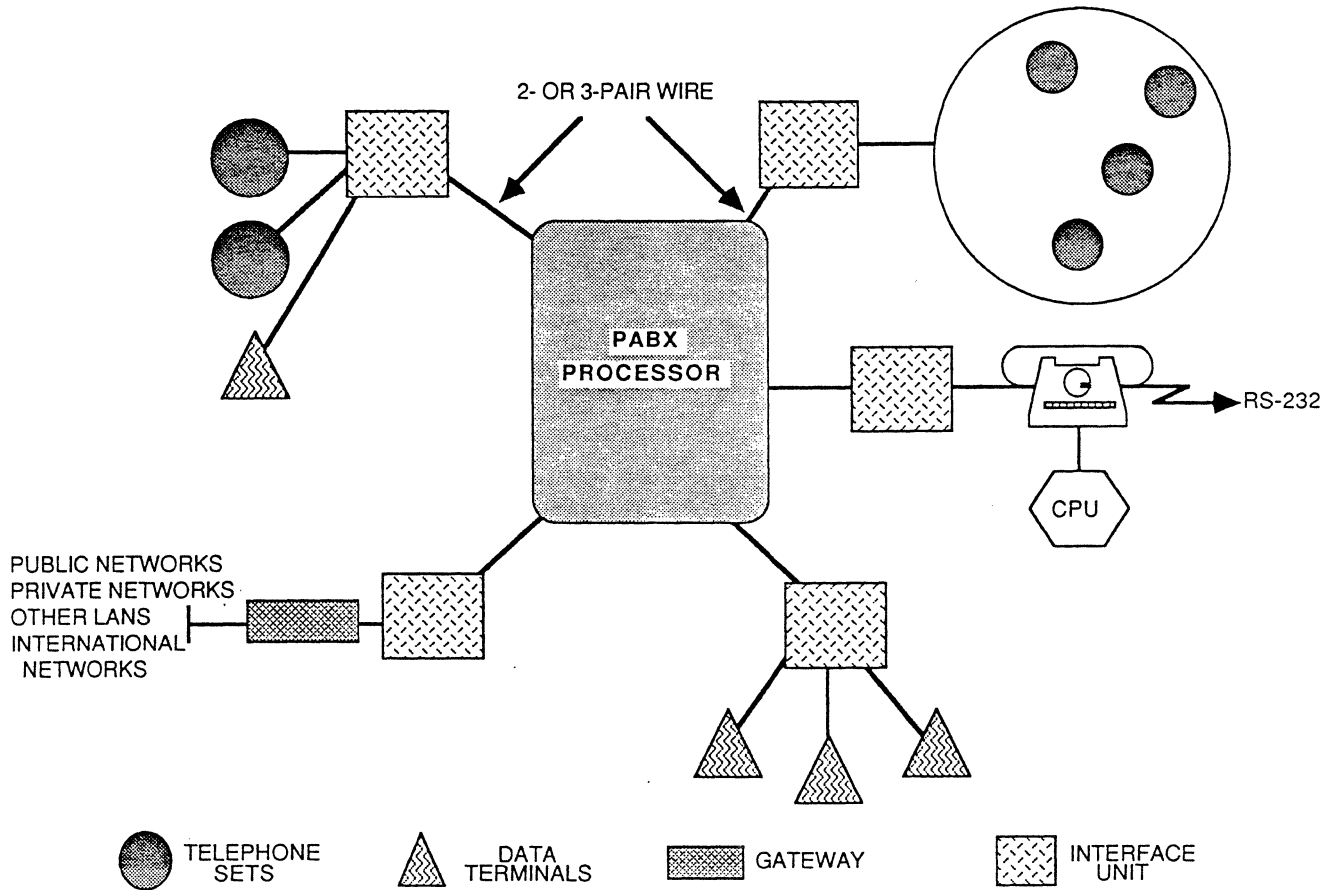 2- OR 3-PAIR WIRE
PABX
PROCESSOR
RS-232
CPU
PUBLIC NETWORKS
PRIVATE NETWORKS
OTHER LANS
INTERNATIONAL
NETWORKS
TELEPHONE
SETS
DATA
TERMINALS
GATEWAY
INTERFACE
UNIT